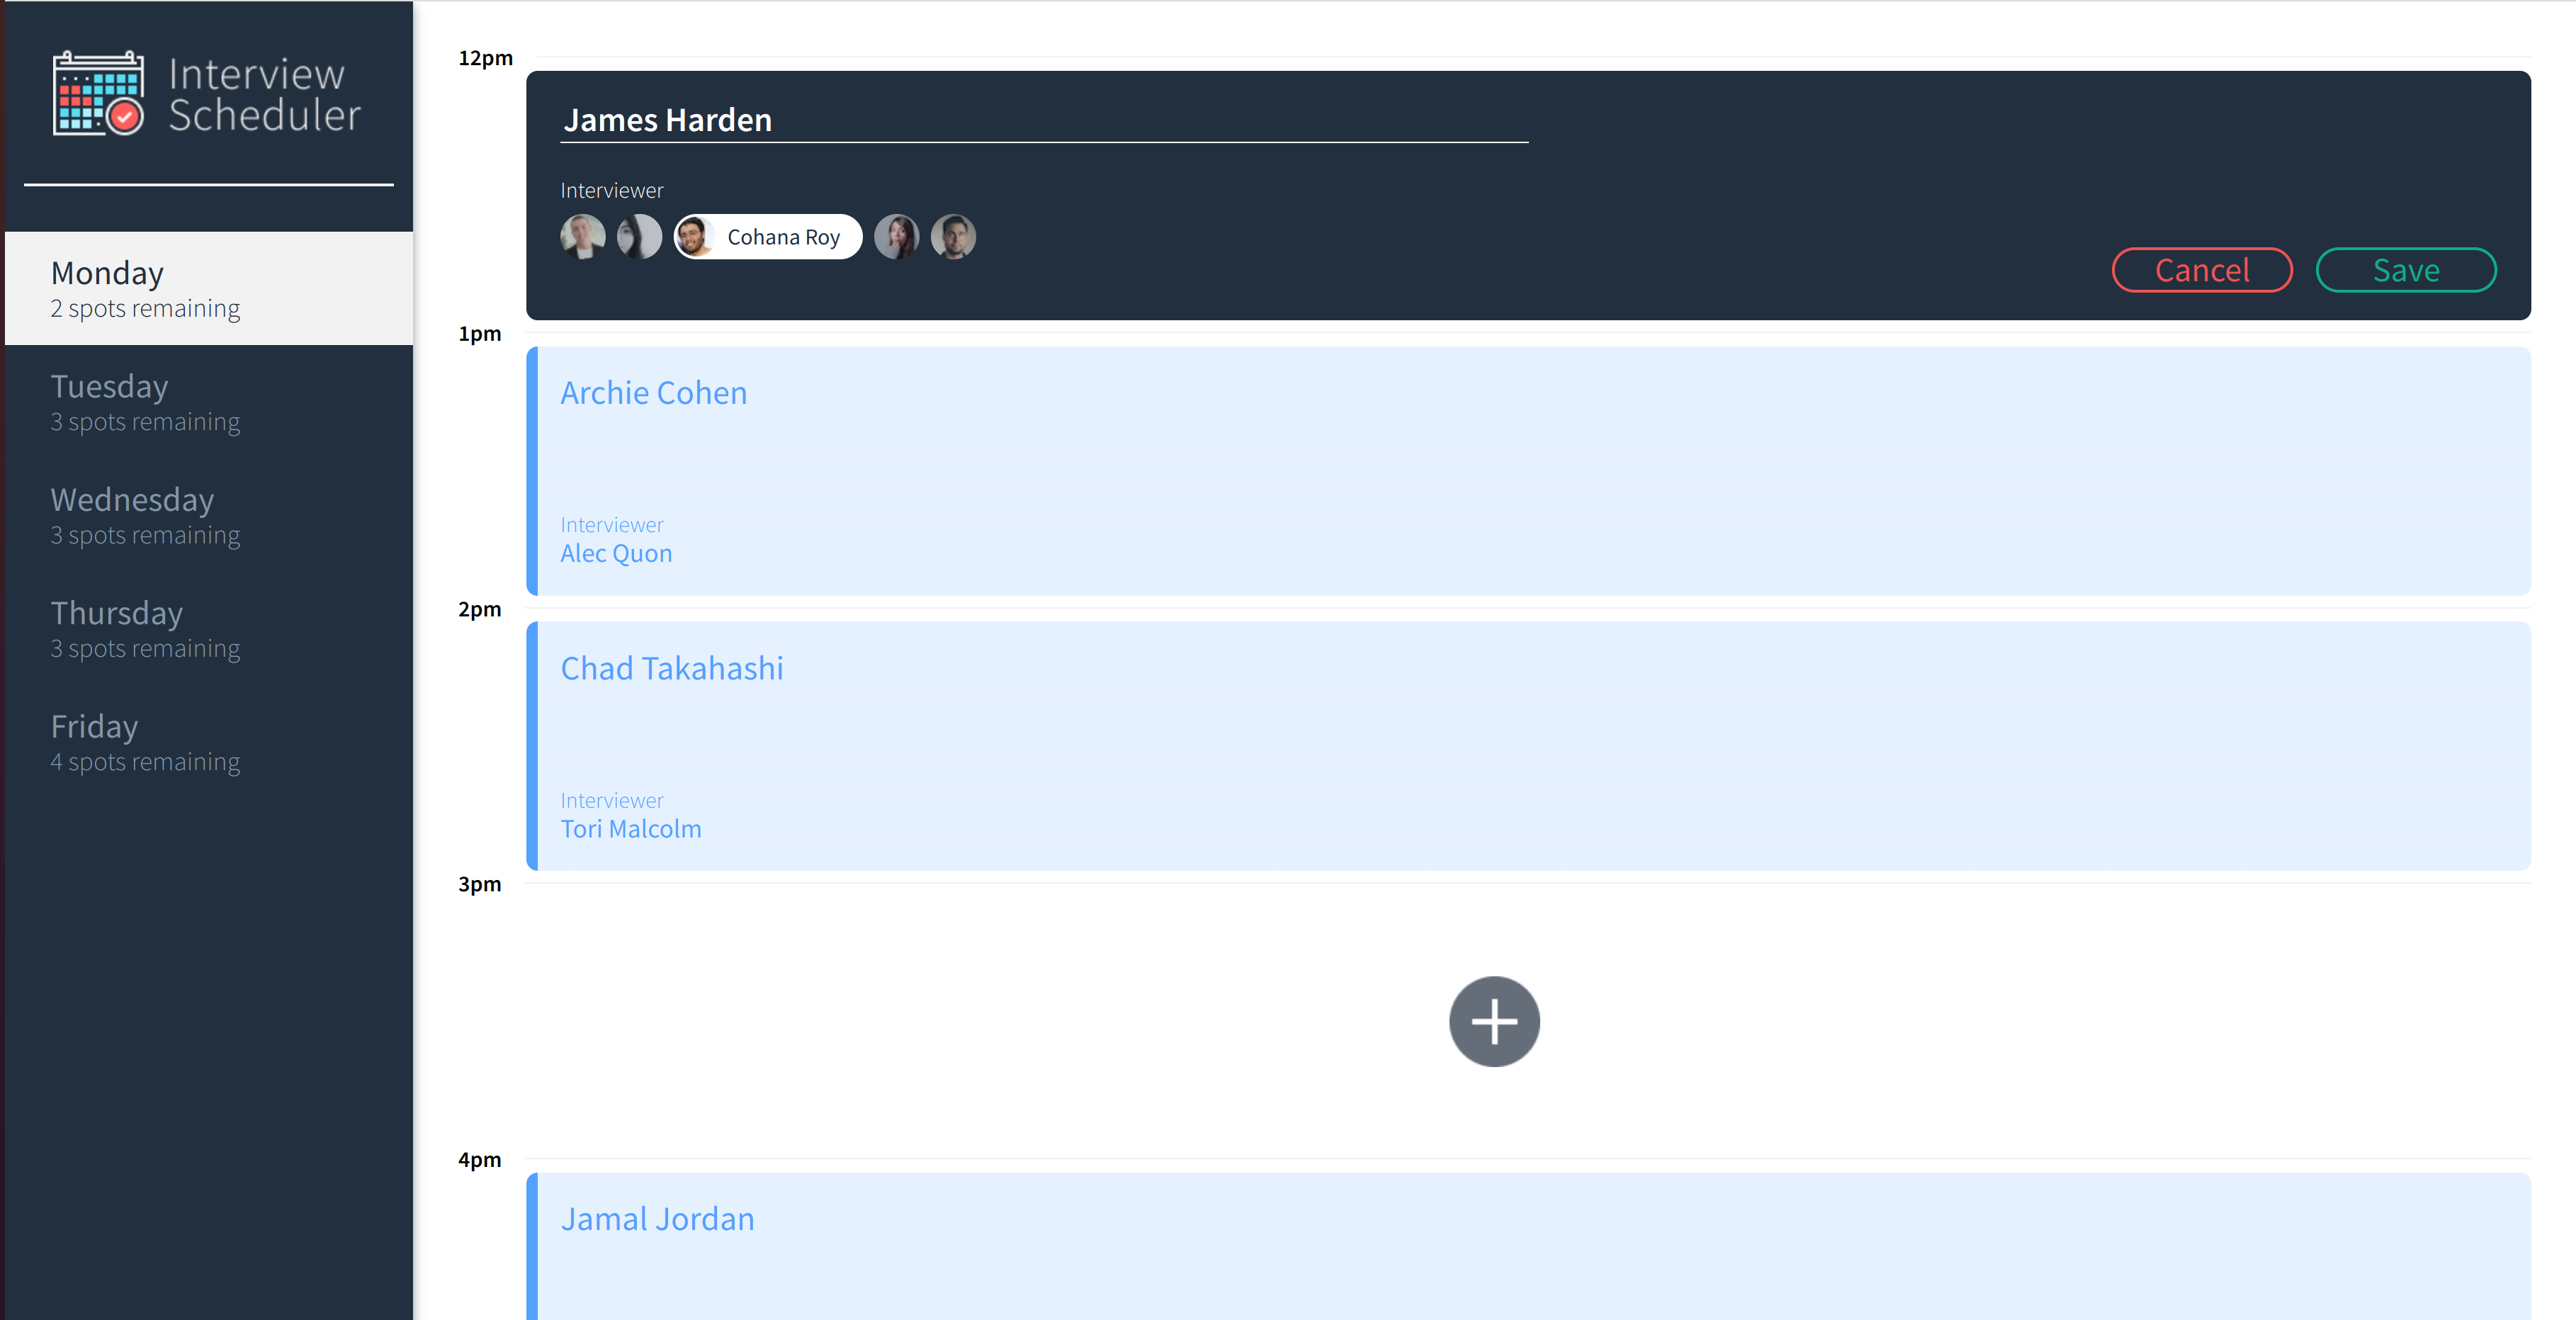 Interview
Scheduler
Monday
2 spots remaining
Tuesday
3 spots remaining
Wednesday
3 spots remaining
Thursday
3 spots remaining
Friday
4 spots remaining
12pm
James Harden
Interviewer
Cohana Roy
Cancel
Save
1pm
Archie Cohen
Interviewer
Alec Quon
2pm
Chad Takahashi
Interviewer
Tori Malcolm
3pm
4pm
Jamal Jordan